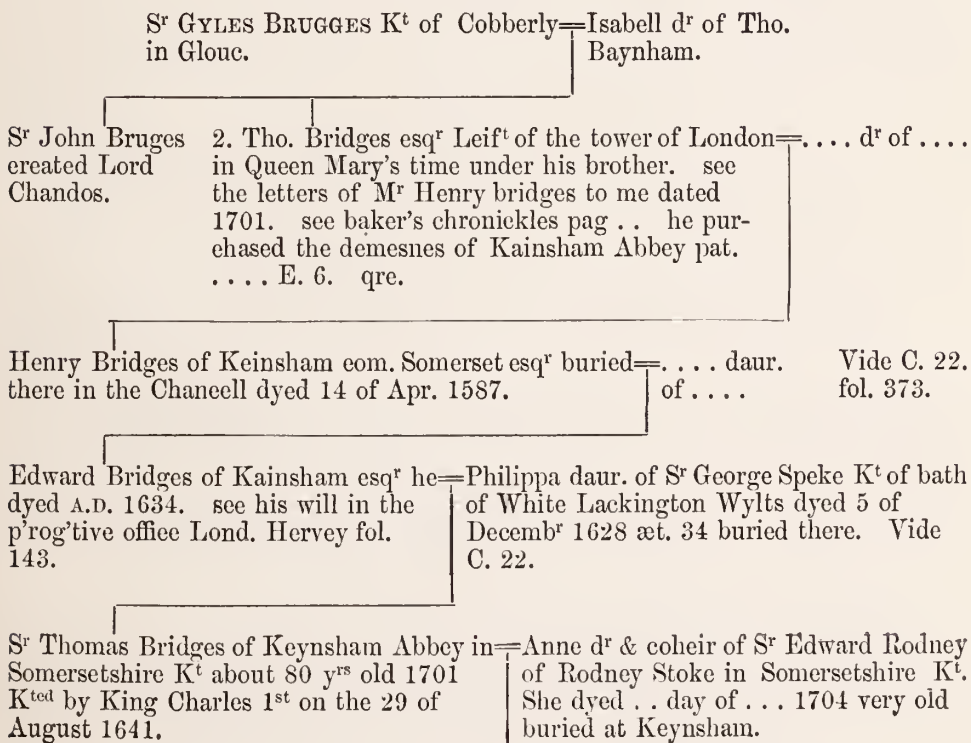 Sʳ GYLES BRUGGES Kᵗ of Cobberly=Isabell dʳ of Tho.
in Glouc. Baynham.
Sʳ John Bruges
ereated Lord
Chandos.
2. Tho. Bridges esqʳ Leifᵗ of the tower of London=.... dʳ of ....
in Queen Mary's time under his brother. see
the letters of Mʳ Henry bridges to me dated
1701. see baker's chronickles pag .. he pur-
ehased the demesnes of Kainsham Abbey pat.
.... E. 6. qre.
Henry Bridges of Keinsham eom. Somerset esqʳ buried=.... daur.
there in the Chaneell dyed 14 of Apr. 1587. of ....
Vide C. 22.
fol. 373.
Edward Bridges of Kainsham esqʳ he
dyed A.D. 1634. see his will in the
p'rog'tive offiee Lond. Hervey fol.
143.
=Philippa daur. of Sʳ George Speke Kᵗ of bath
of White Lackington Wylts dyed 5 of
Decembʳ 1628 æt. 34 buried there. Vide
C. 22.
Sʳ Thomas Bridges of Keynsham Abbey in
Somersetshire Kᵗ about 80 yʳˢ old 1701
Kᵗᵉᵈ by King Charles 1ˢᵗ on the 29 of
August 1641.
=Anne dʳ & coheir of Sʳ Edward Rodney
of Rodney Stoke in Somersetshire Kᵗ.
She dyed .. day of ... 1704 very old
buried at Keynsham.